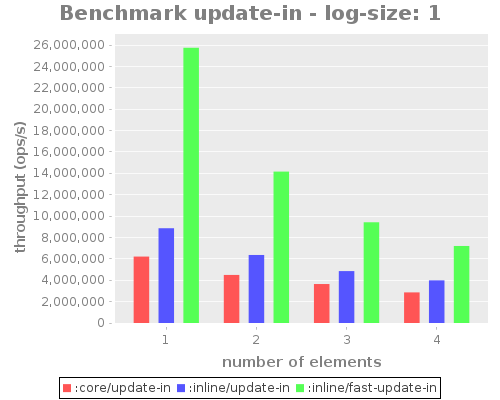 Benchmark update-in - log-size: 1
throughput (ops/s)
26,000,000
24,000,000
22,000,000
20,000,000
18,000,000
16,000,000
14,000,000
12,000,000
10,000,000
8,000,000
6,000,000
4,000,000
2,000,000
0
1 2 3 4
number of elements
:core/update-in :inline/update-in :inline/fast-update-in